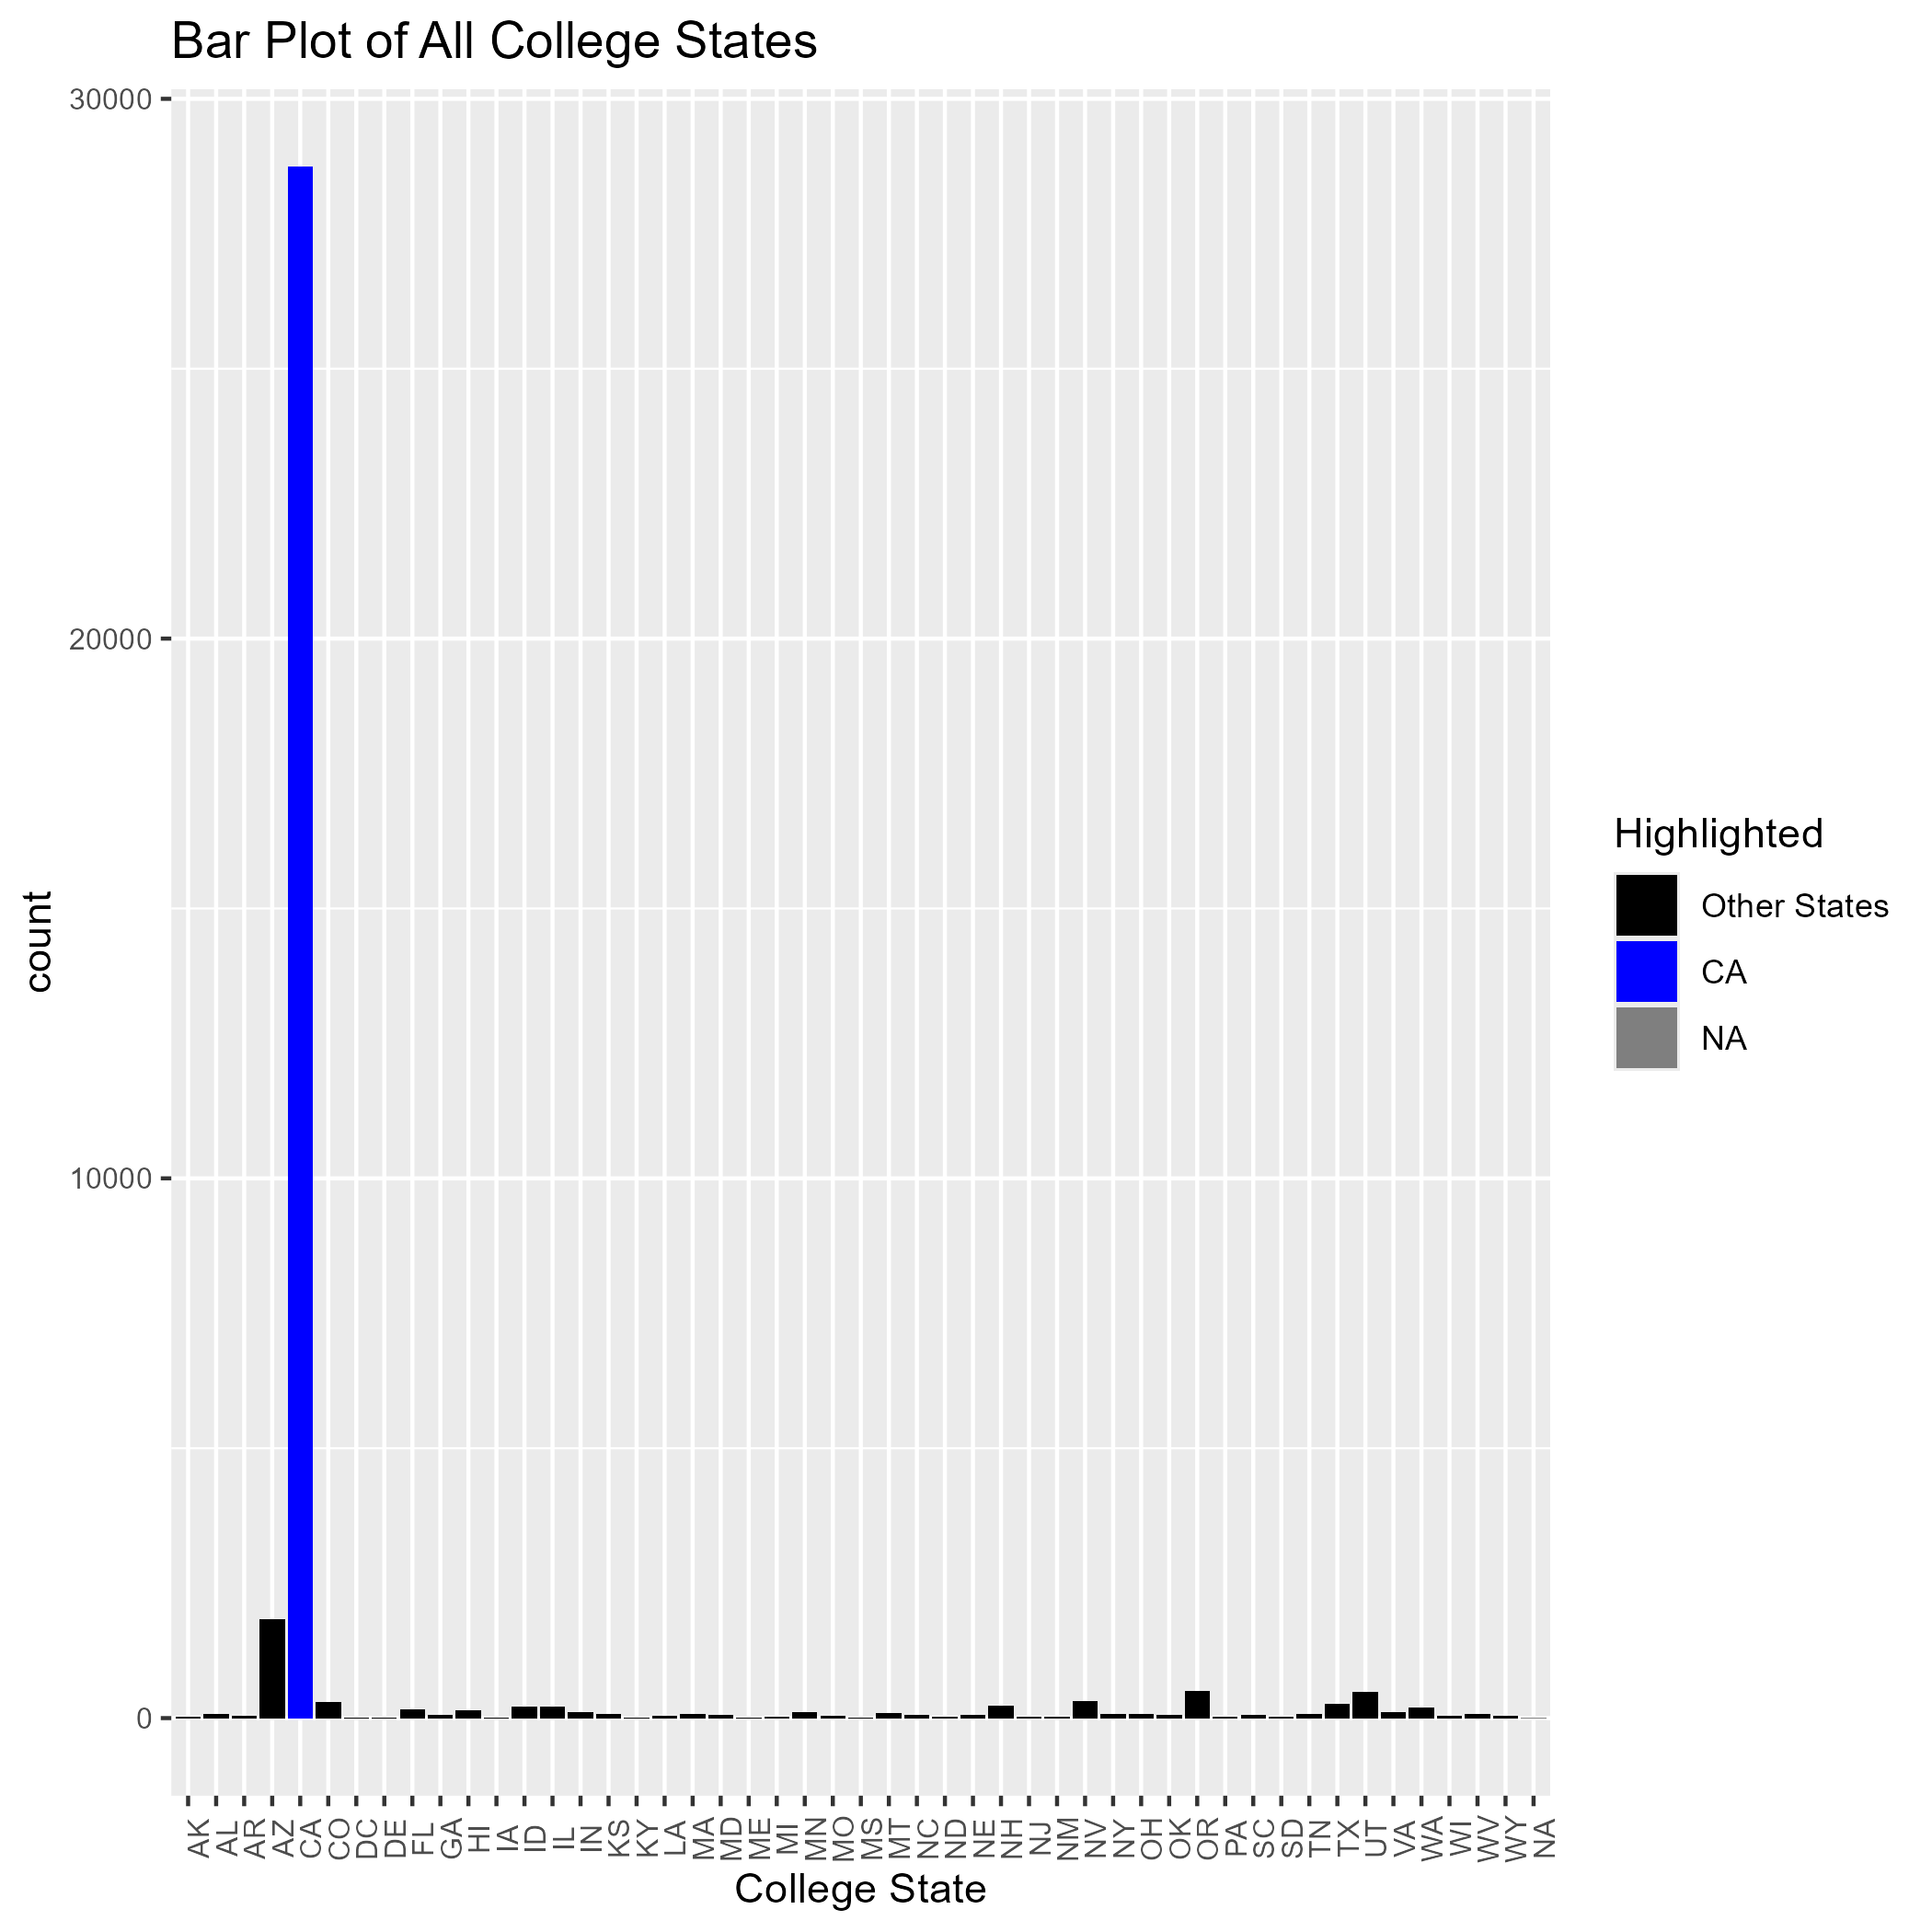 Bar Plot of All College States
30000
20000
10000
0
count
AK AL AR AZ CA CO DC DE FL GA HI IA ID IL IN KS KY LA MA MD ME MI MN MO MS MT NC ND NE NH NJ NM NV NY OH OK OR PA SC SD TN TX UT VA WA WI WV WY NA
College State
Highlighted
Other States
CA
NA